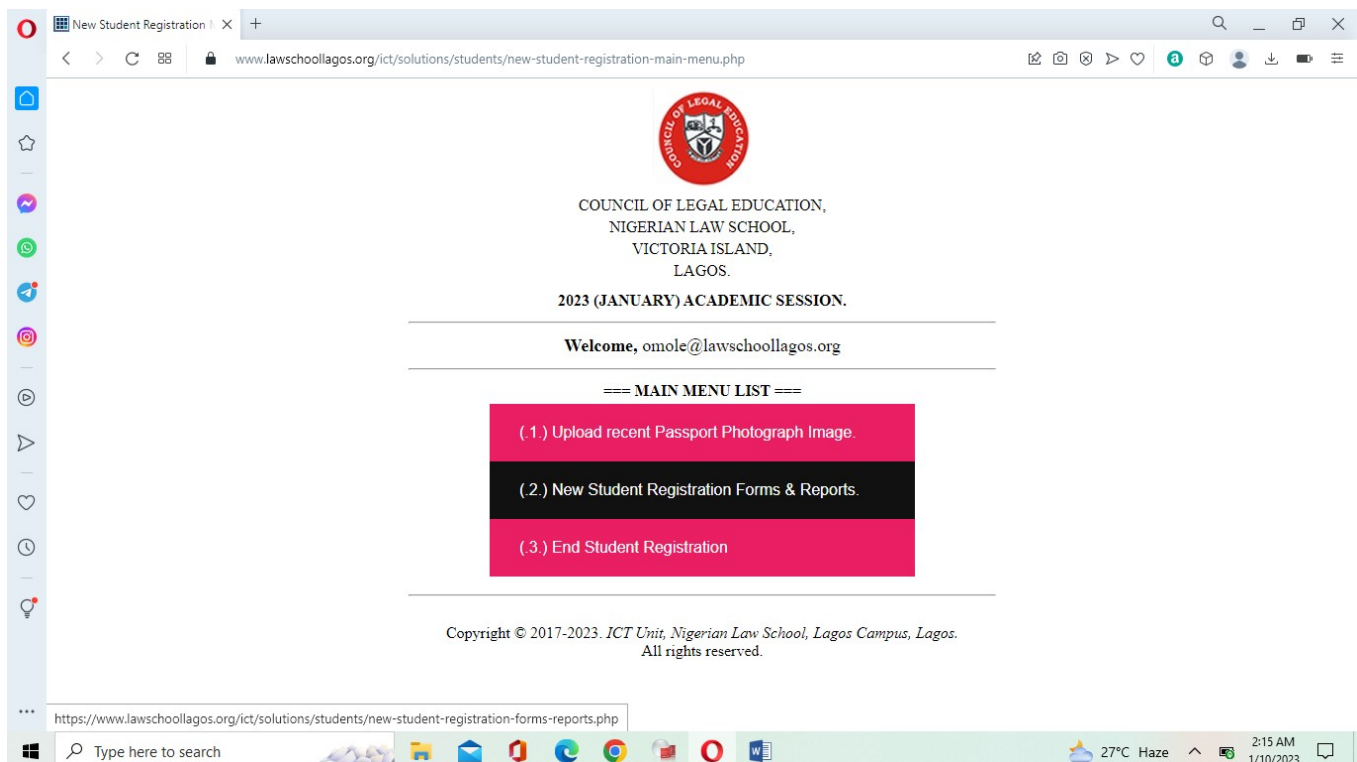 New Student Registration
www.lawschoollagos.org/ict/solutions/students/new-student-registration-main-menu.php
COUNCIL OF LEGAL EDUCATION
COUNCIL OF LEGAL EDUCATION,
NIGERIAN LAW SCHOOL,
VICTORIA ISLAND,
LAGOS.
2023 (JANUARY) ACADEMIC SESSION.
Welcome, omole@lawschoollagos.org
=== MAIN MENU LIST ===
(.1.) Upload recent Passport Photograph Image.
(.2.) New Student Registration Forms & Reports.
(.3.) End Student Registration
Copyright © 2017-2023. ICT Unit, Nigerian Law School, Lagos Campus, Lagos.
All rights reserved.
https://www.lawschoollagos.org/ict/solutions/students/new-student-registration-forms-reports.php
Type here to search
27°C Haze
2:15 AM
1/10/2023